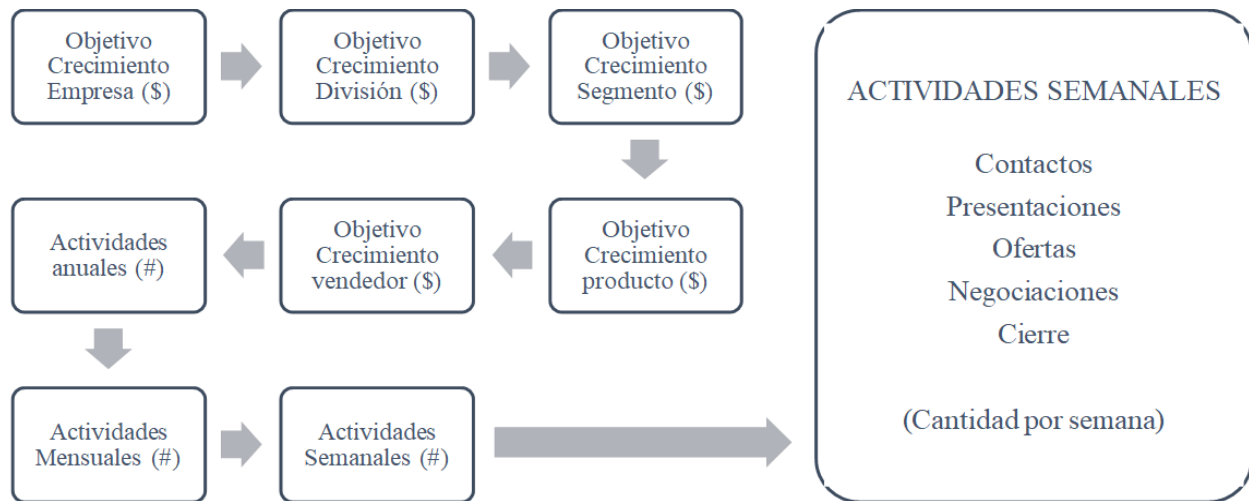 Objetivo
Crecimiento
Empresa ($)
Objetivo
Crecimiento
División ($)
Objetivo
Crecimiento
Segmento ($)
Objetivo
Crecimiento
producto ($)
Objetivo
Crecimiento
vendedor ($)
Actividades
anuales (#)
Actividades
Mensuales (#)
Actividades
Semanales (#)
ACTIVIDADES SEMANALES
Contactos
Presentaciones
Ofertas
Negociaciones
Cierre
(Cantidad por semana)